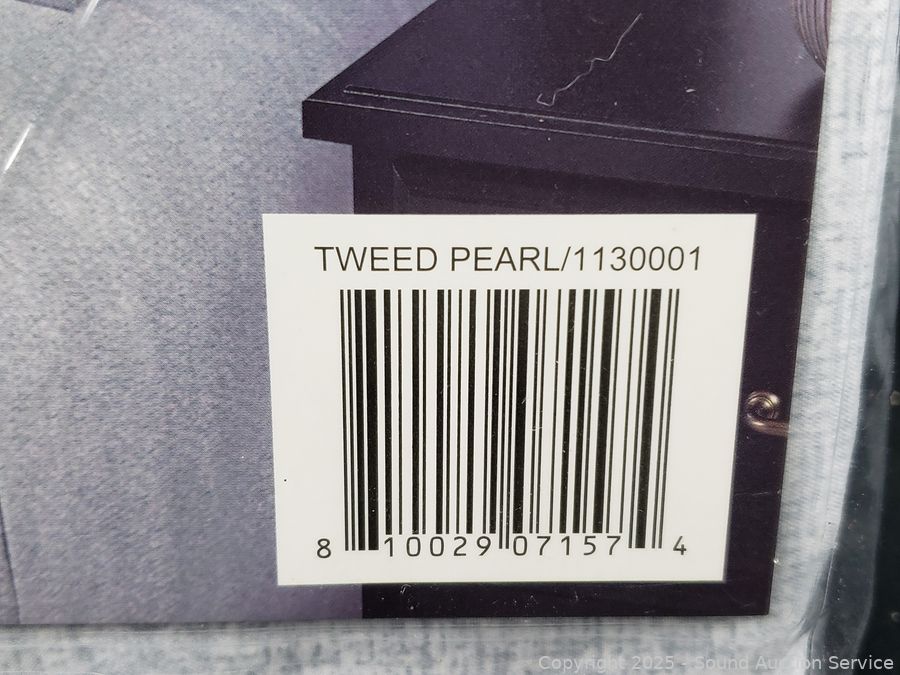 TWEED PEARL/1130001
8 10029 07157 4
Copyright 2025 - Sound Auction Service